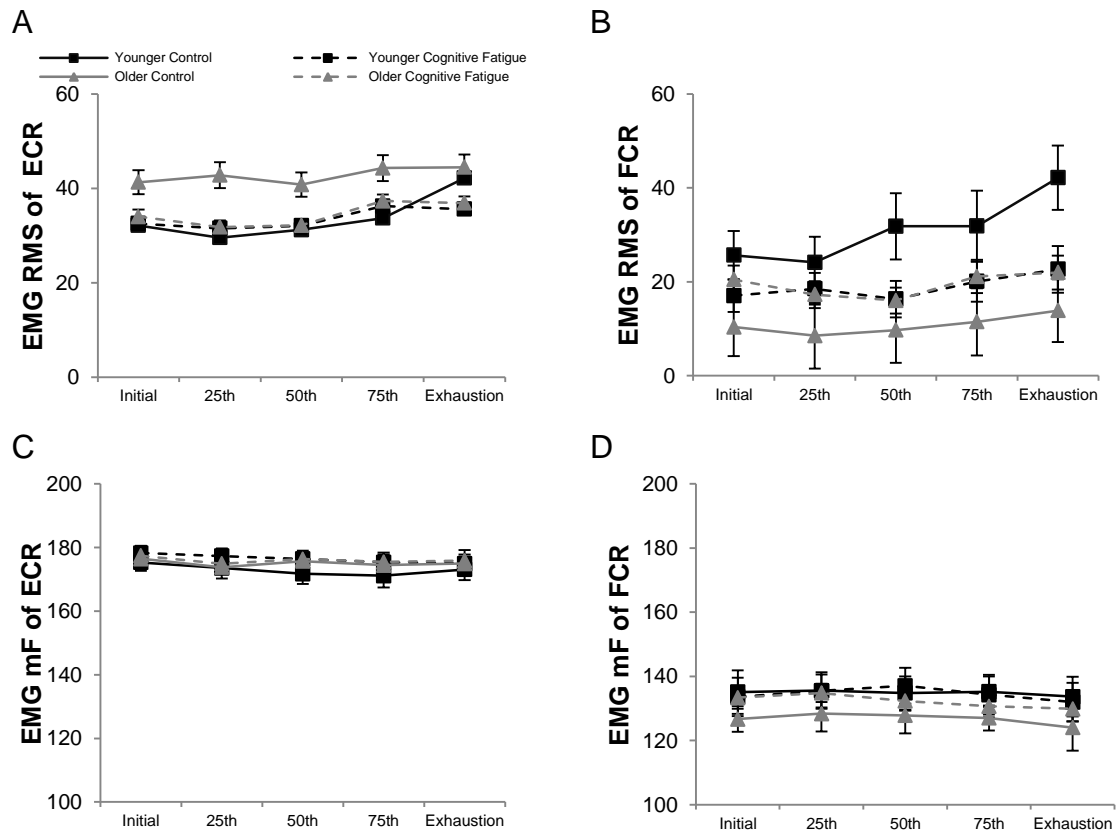 A
B
Younger Control
Younger Cognitive Fatigue
Older Control
Older Cognitive Fatigue
EMG RMS of ECR
60
40
20
0
Initial 25th 50th 75th Exhaustion
EMG RMS of FCR
60
40
20
0
Initial 25th 50th 75th Exhaustion
C
D
EMG mF of ECR
200
180
160
140
120
100
Initial 25th 50th 75th Exhaustion
EMG mF of FCR
200
180
160
140
120
100
Initial 25th 50th 75th Exhaustion